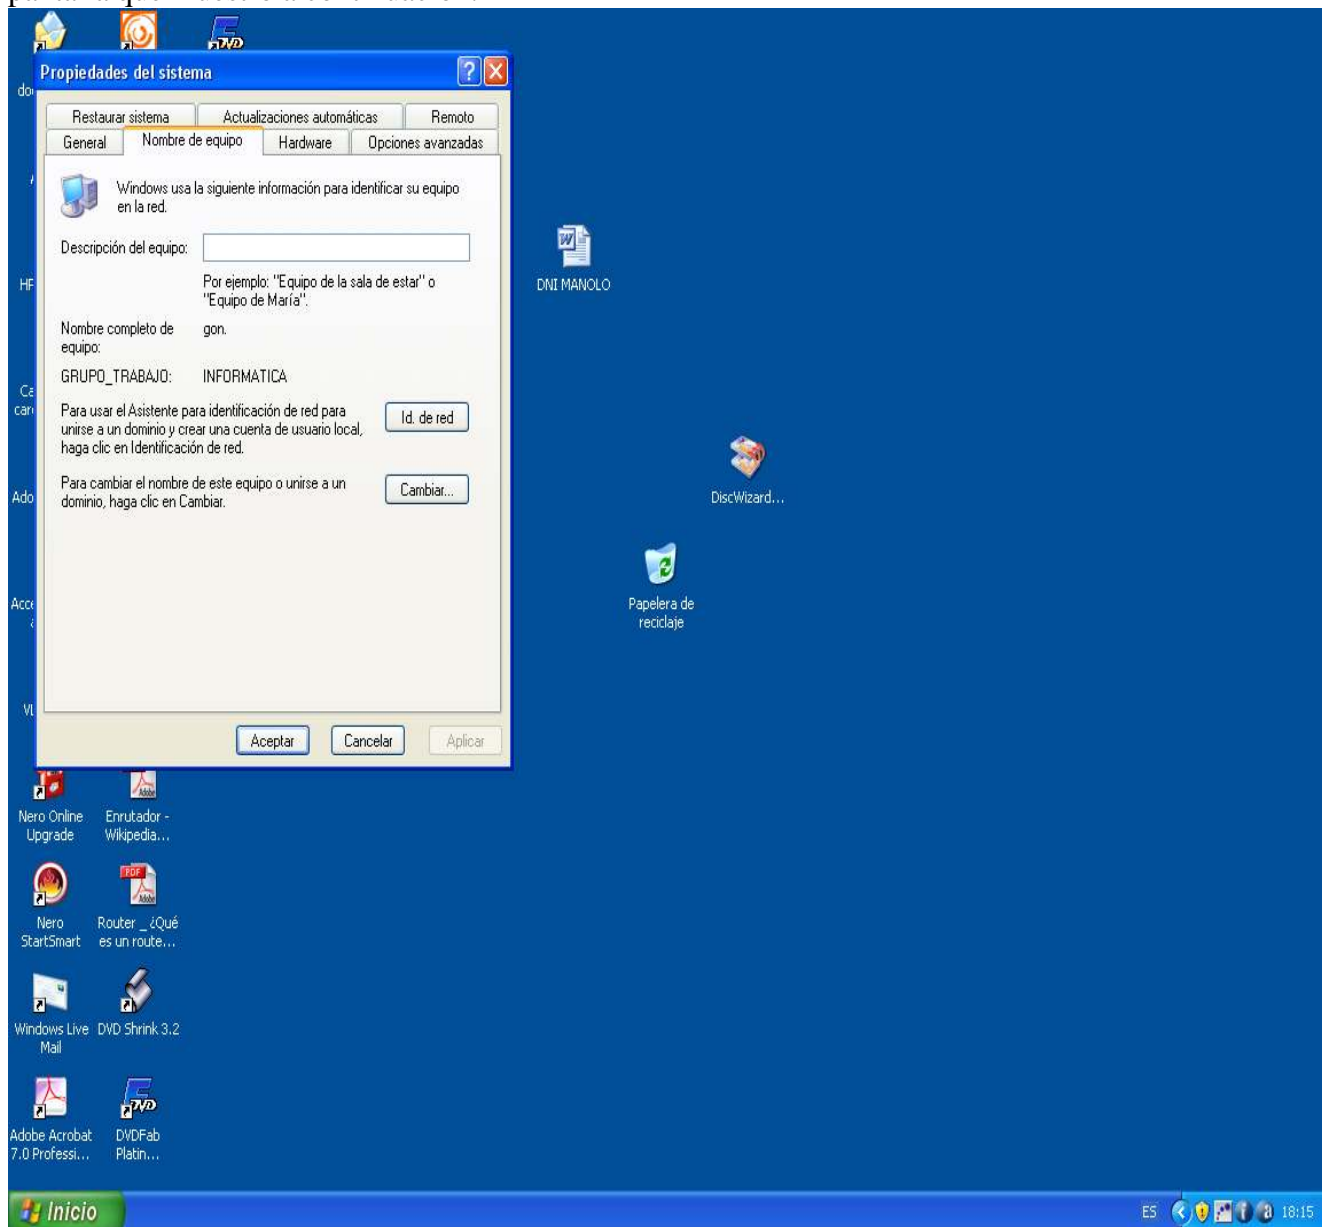 Propiedades del sistema
Restaurar sistema
Actualizaciones automáticas
Remoto
General
Nombre de equipo
Hardware
Opciones avanzadas
Windows usa la siguiente información para identificar su equipo
en la red.
Descripción del equipo:
Por ejemplo: "Equipo de la sala de estar" o
"Equipo de María".
Nombre completo de
equipo:
gon.
GRUPO_TRABAJO:
INFORMATICA
Para usar el Asistente para identificación de red para
unirse a un dominio y crear una cuenta de usuario local,
haga clic en Identificación de red.
Id. de red
Para cambiar el nombre de este equipo o unirse a un
dominio, haga clic en Cambiar.
Cambiar...
Aceptar
Cancelar
Aplicar
DNI MANOLO
DiscWizard...
Papelera de
reciclaje
Nero Online
Upgrade
Enrutador -
Wikipedia...
Nero
StartSmart
Router _ ¿Qué
es un route...
Windows Live
Mail
DVD Shrink 3.2
Adobe Acrobat
7.0 Professi...
DVDFab
Platin...
Inicio
ES
18:15